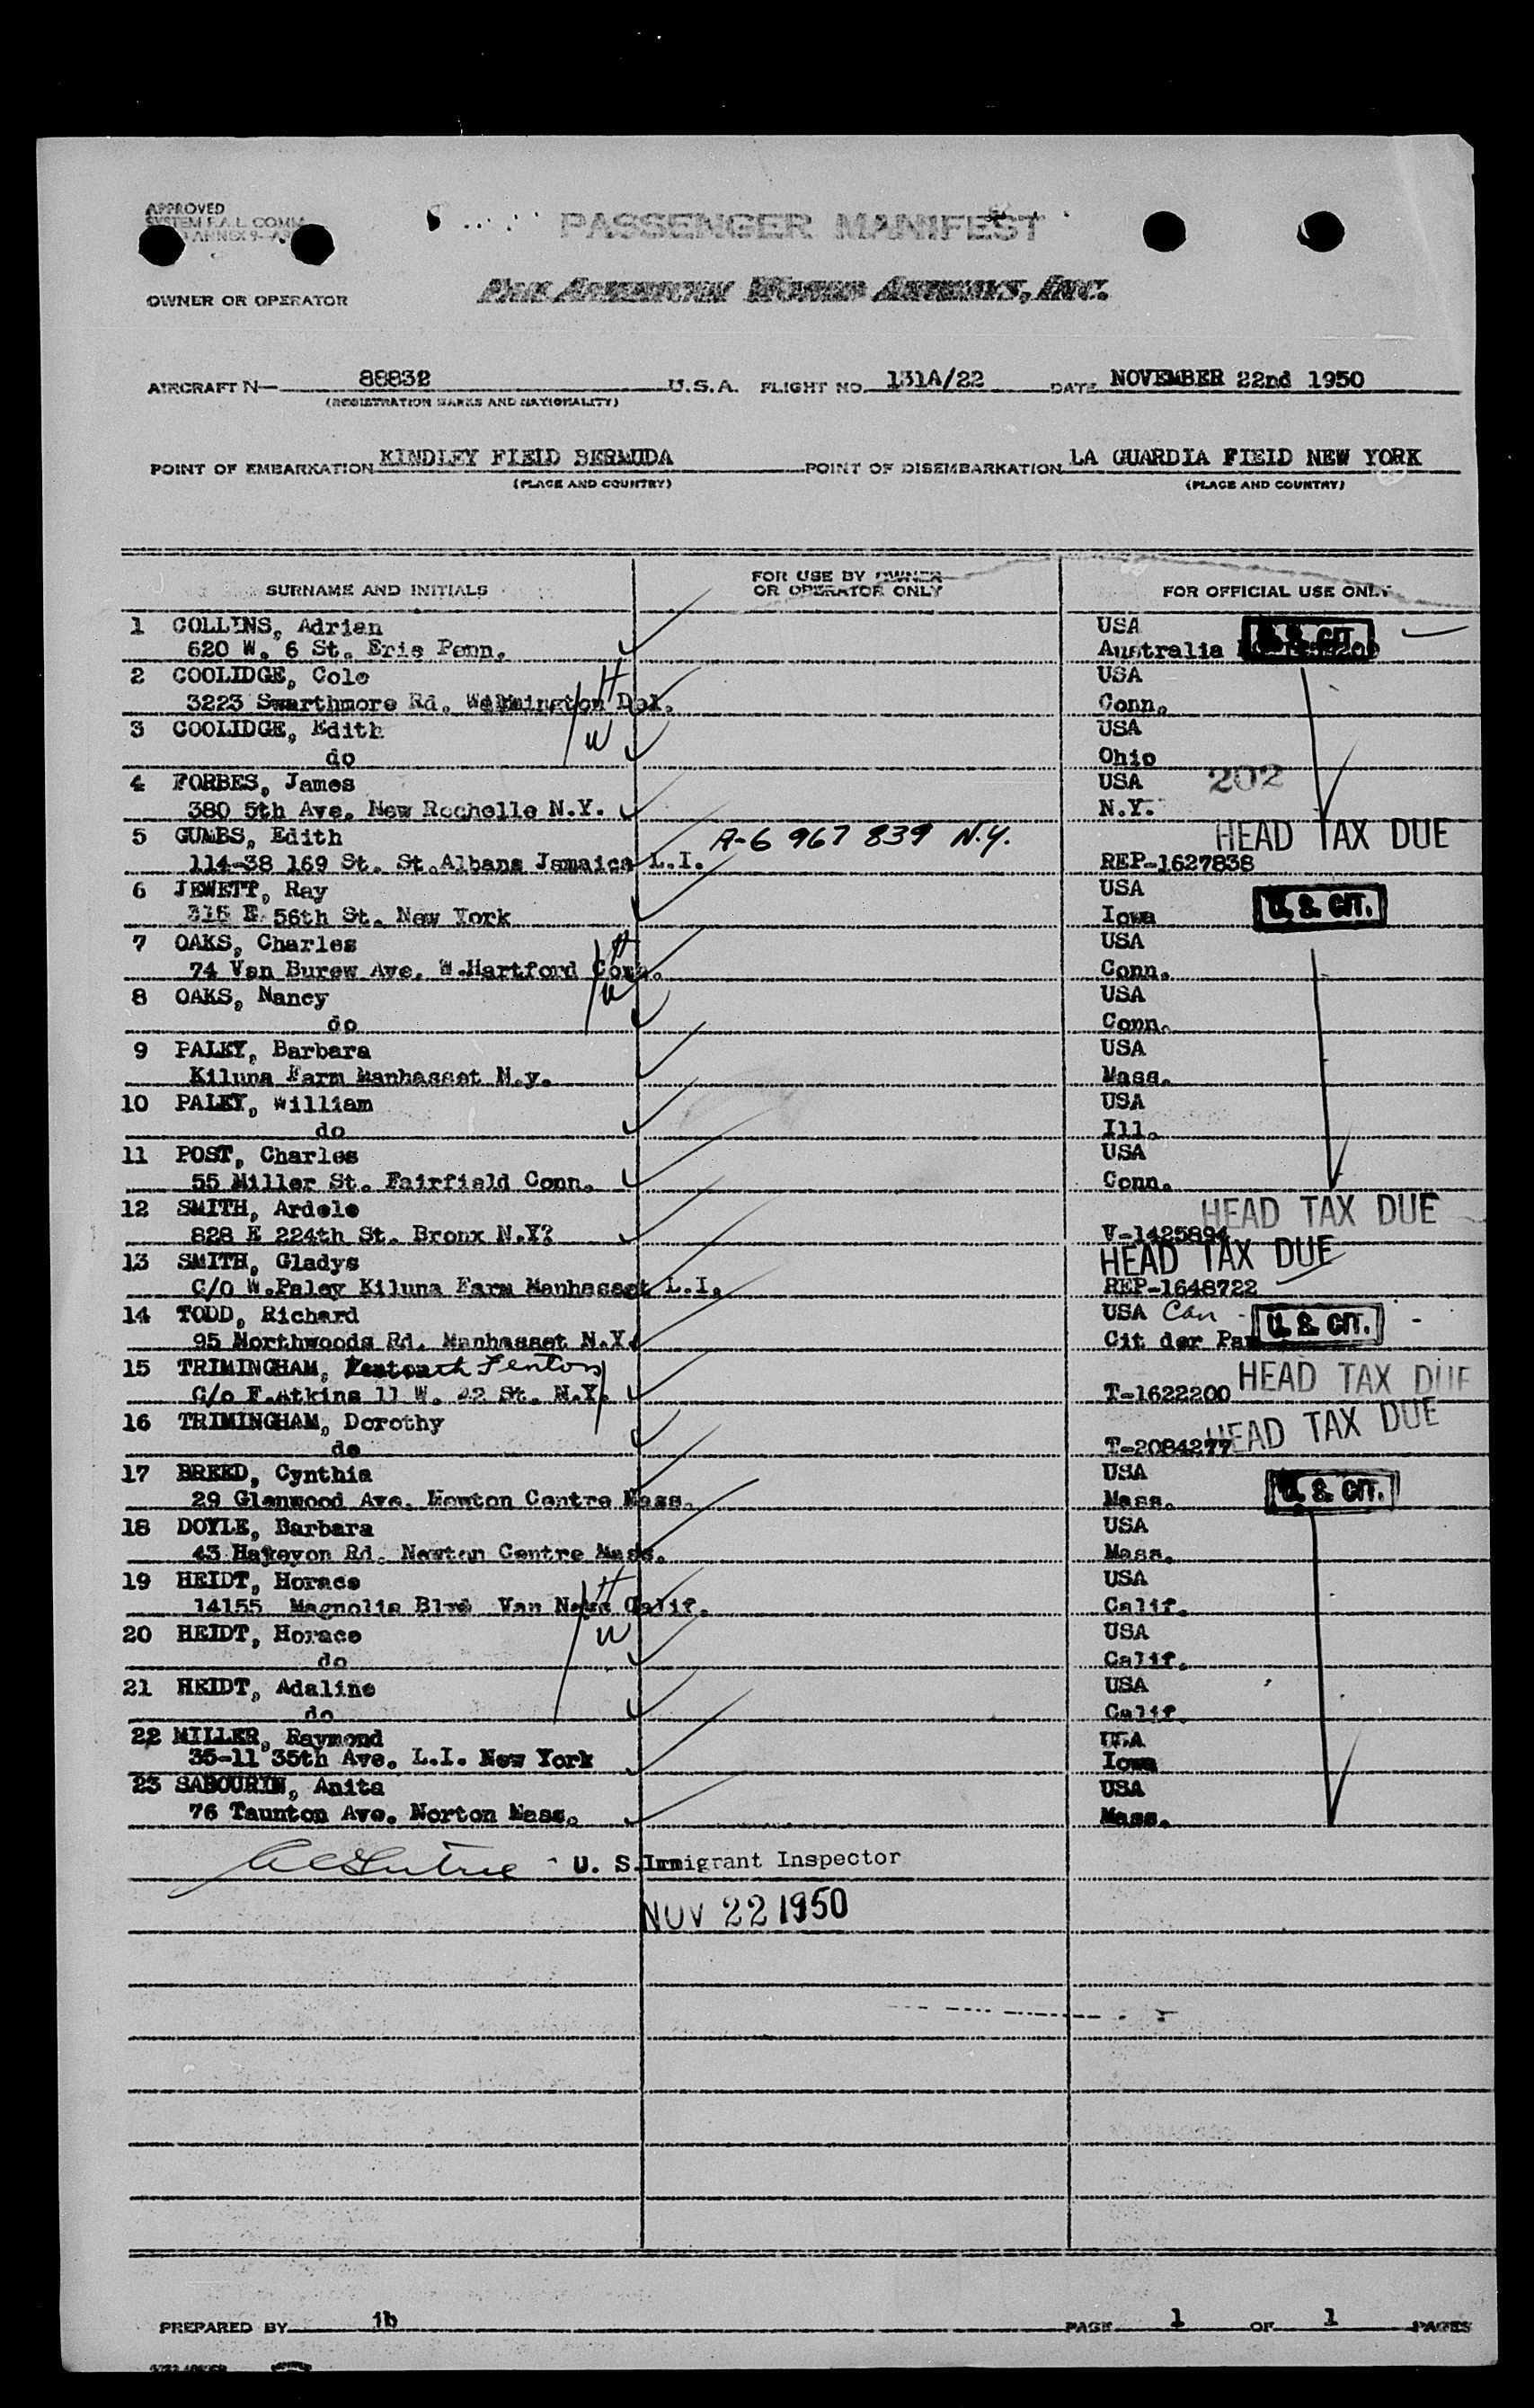 APPROVED
SYSTEM F.A.L. COMM
ANNEX 9
PASSENGER MANIFEST
OWNER OR OPERATOR PAN AMERICAN WORLD AIRWAYS, INC.
AIRCRAFT N— 88832 U.S.A. FLIGHT NO. 131A/22 DATE NOVEMBER 22nd 1950
(REGISTRATION MARKS AND NATIONALITY)
POINT OF EMBARKATION KINDLEY FIELD BERMUDA POINT OF DISEMBARKATION LA GUARDIA FIELD NEW YORK
(PLACE AND COUNTRY) (PLACE AND COUNTRY)
SURNAME AND INITIALS FOR USE BY OWNER OR OPERATOR ONLY FOR OFFICIAL USE ONLY
1 COLLINS, Adrian USA
620 W. 6 St. Erie Penn. Australia U. S. CIT.
2 COOLIDGE, Cole H USA
3223 Swarthmore Rd. Wilmington Del. Conn.
3 COOLIDGE, Edith W USA
do Ohio
4 FORBES, James USA 202
380 5th Ave. New Rochelle N.Y. N.Y.
5 GUMBS, Edith A-6 967 839 N.Y. HEAD TAX DUE
114-38 169 St. St.Albans Jamaica L.I. REP-1627838
6 JEWETT, Ray USA
315 E 56th St. New York Iowa U. S. CIT.
7 OAKS, Charles H USA
74 Van Burew Ave. W.Hartford Conn. Conn.
8 OAKS, Nancy W USA
do Conn.
9 PALEY, Barbara USA
Kiluna Farm Manhasset N.y. Mass.
10 PALEY, William USA
do Ill.
11 POST, Charles USA
55 Miller St. Fairfield Conn. Conn.
12 SMITH, Ardele HEAD TAX DUE
828 E 224th St. Bronx N.Y? V-1425894
13 SMITH, Gladys HEAD TAX DUE
C/O W.Paley Kiluna Farm Manhasset L.I. REP-1648722
14 TODD, Richard USA Can
95 Northwoods Rd. Manhasset N.Y. Cit der Par U. S. CIT.
15 TRIMINGHAM, Fenton HEAD TAX DUE
C/o F.Atkins 11 W. 42 St. N.Y. T-1622200
16 TRIMINGHAM, Dorothy HEAD TAX DUE
do T-2084277
17 BREED, Cynthia USA
29 Glenwood Ave. Newton Centre Mass. Mass. U. S. CIT.
18 DOYLE, Barbara USA
43 Rd. Newton Centre Mass. Mass.
19 HEIDT, Horace H USA
14155 Magnolia Blvd Van Nuys Calif. Calif.
20 HEIDT, Horace W USA
do Calif.
21 HEIDT, Adaline USA
do Calif.
22 MILLER, Raymond USA
35-11 35th Ave. L.I. New York Iowa
23 SABOURIN, Anita USA
76 Taunton Ave. Norton Mass. Mass.
U. S. Immigrant Inspector
NOV 22 1950
PREPARED BY ib PAGE 1 OF 1 PAGES